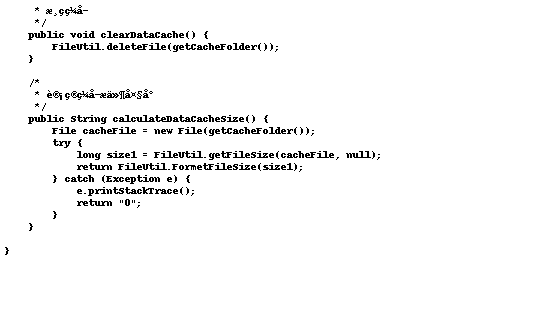 * æ¸çç¼å­
*/
public void clearDataCache() {
FileUtil.deleteFile(getCacheFolder());
}
/*
* è®¡ç®ç¼å­æä»¶å¤§å°
*/
public String calculateDataCacheSize() {
File cacheFile = new File(getCacheFolder());
try {
long size1 = FileUtil.getFileSize(cacheFile, null);
return FileUtil.FormetFileSize(size1);
} catch (Exception e) {
e.printStackTrace();
return "0";
}
}
}